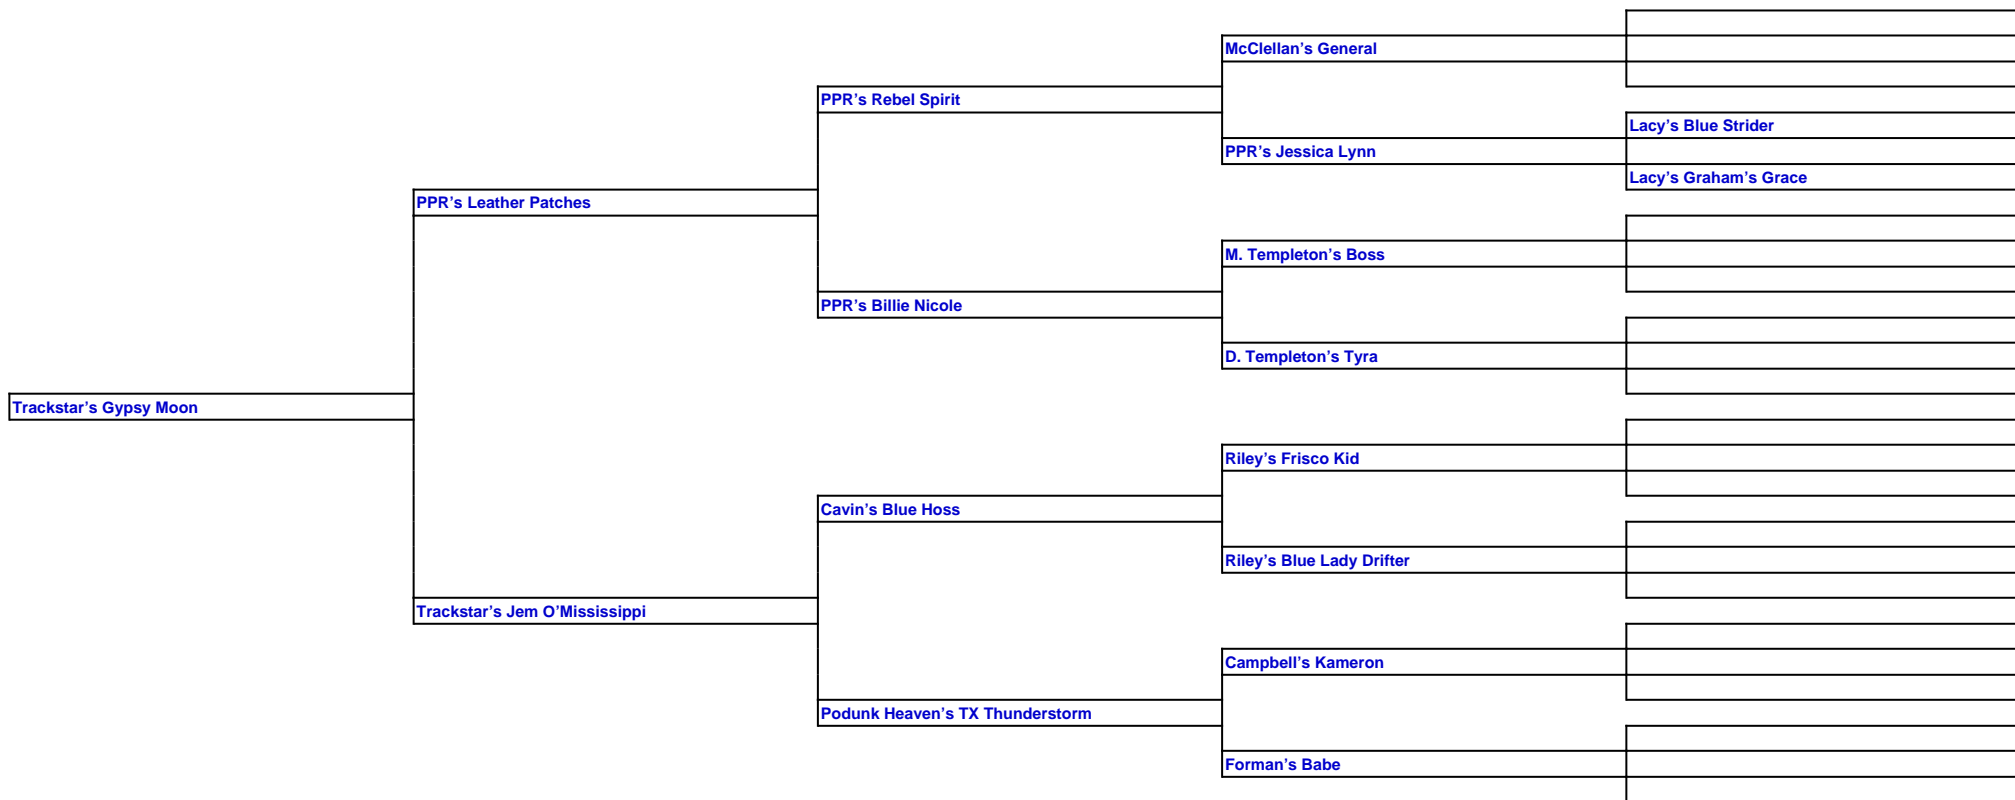 McClellan’s General
PPR’s Rebel Spirit
Lacy’s Blue Strider
PPR’s Jessica Lynn
Lacy’s Graham’s Grace
PPR’s Leather Patches
M. Templeton’s Boss
PPR’s Billie Nicole
D. Templeton’s Tyra
Trackstar’s Gypsy Moon
Riley’s Frisco Kid
Cavin’s Blue Hoss
Riley’s Blue Lady Drifter
Trackstar’s Jem O’Mississippi
Campbell’s Kameron
Podunk Heaven’s TX Thunderstorm
Forman’s Babe